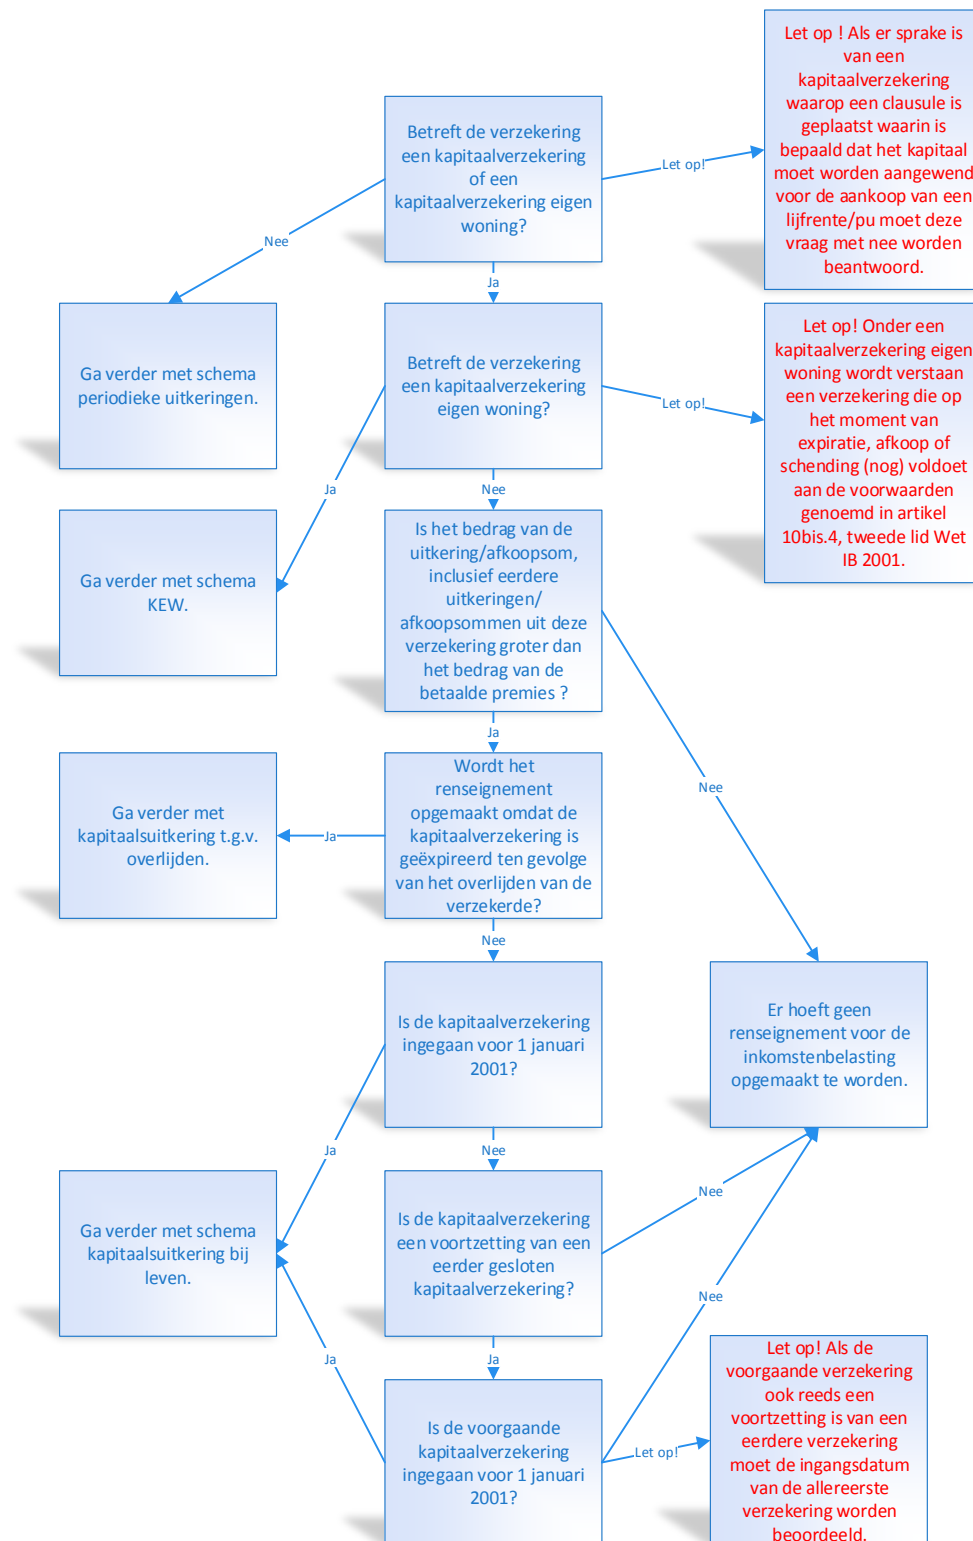 Let op ! Als er sprake is
van een
kapitaalverzekering
waarop een clausule is
geplaatst waarin is
bepaald dat het kapitaal
moet worden aangewend
voor de aankoop van een
lijfrente/pu moet deze
vraag met nee worden
beantwoord.
Betreft de verzekering
een kapitaalverzekering
of een
kapitaalverzekering eigen
woning?
Let op!
Nee
Ja
Ga verder met schema
periodieke uitkeringen.
Betreft de verzekering
een kapitaalverzekering
eigen woning?
Let op!
Let op! Onder een
kapitaalverzekering eigen
woning wordt verstaan
een verzekering die op
het moment van
expiratie, afkoop of
schending (nog) voldoet
aan de voorwaarden
genoemd in artikel
10bis.4, tweede lid Wet
IB 2001.
Ja
Nee
Ga verder met schema
KEW.
Is het bedrag van de
uitkering/afkoopsom,
inclusief eerdere
uitkeringen/
afkoopsommen uit deze
verzekering groter dan
het bedrag van de
betaalde premies ?
Ja
Nee
Ga verder met
kapitaalsuitkering t.g.v.
overlijden.
Ja
Wordt het
renseignement
opgemaakt omdat de
kapitaalverzekering is
geëxpireerd ten gevolge
van het overlijden van de
verzekerde?
Nee
Is de kapitaalverzekering
ingegaan voor 1 januari
2001?
Er hoeft geen
renseignement voor de
inkomstenbelasting
opgemaakt te worden.
Ja
Nee
Ga verder met schema
kapitaalsuitkering bij
leven.
Is de kapitaalverzekering
een voortzetting van een
eerder gesloten
kapitaalverzekering?
Nee
Nee
Ja
Ja
Is de voorgaande
kapitaalverzekering
ingegaan voor 1 januari
2001?
Let op!
Let op! Als de
voorgaande verzekering
ook reeds een
voortzetting is van een
eerdere verzekering
moet de ingangsdatum
van de allereerste
verzekering worden
beoordeeld.